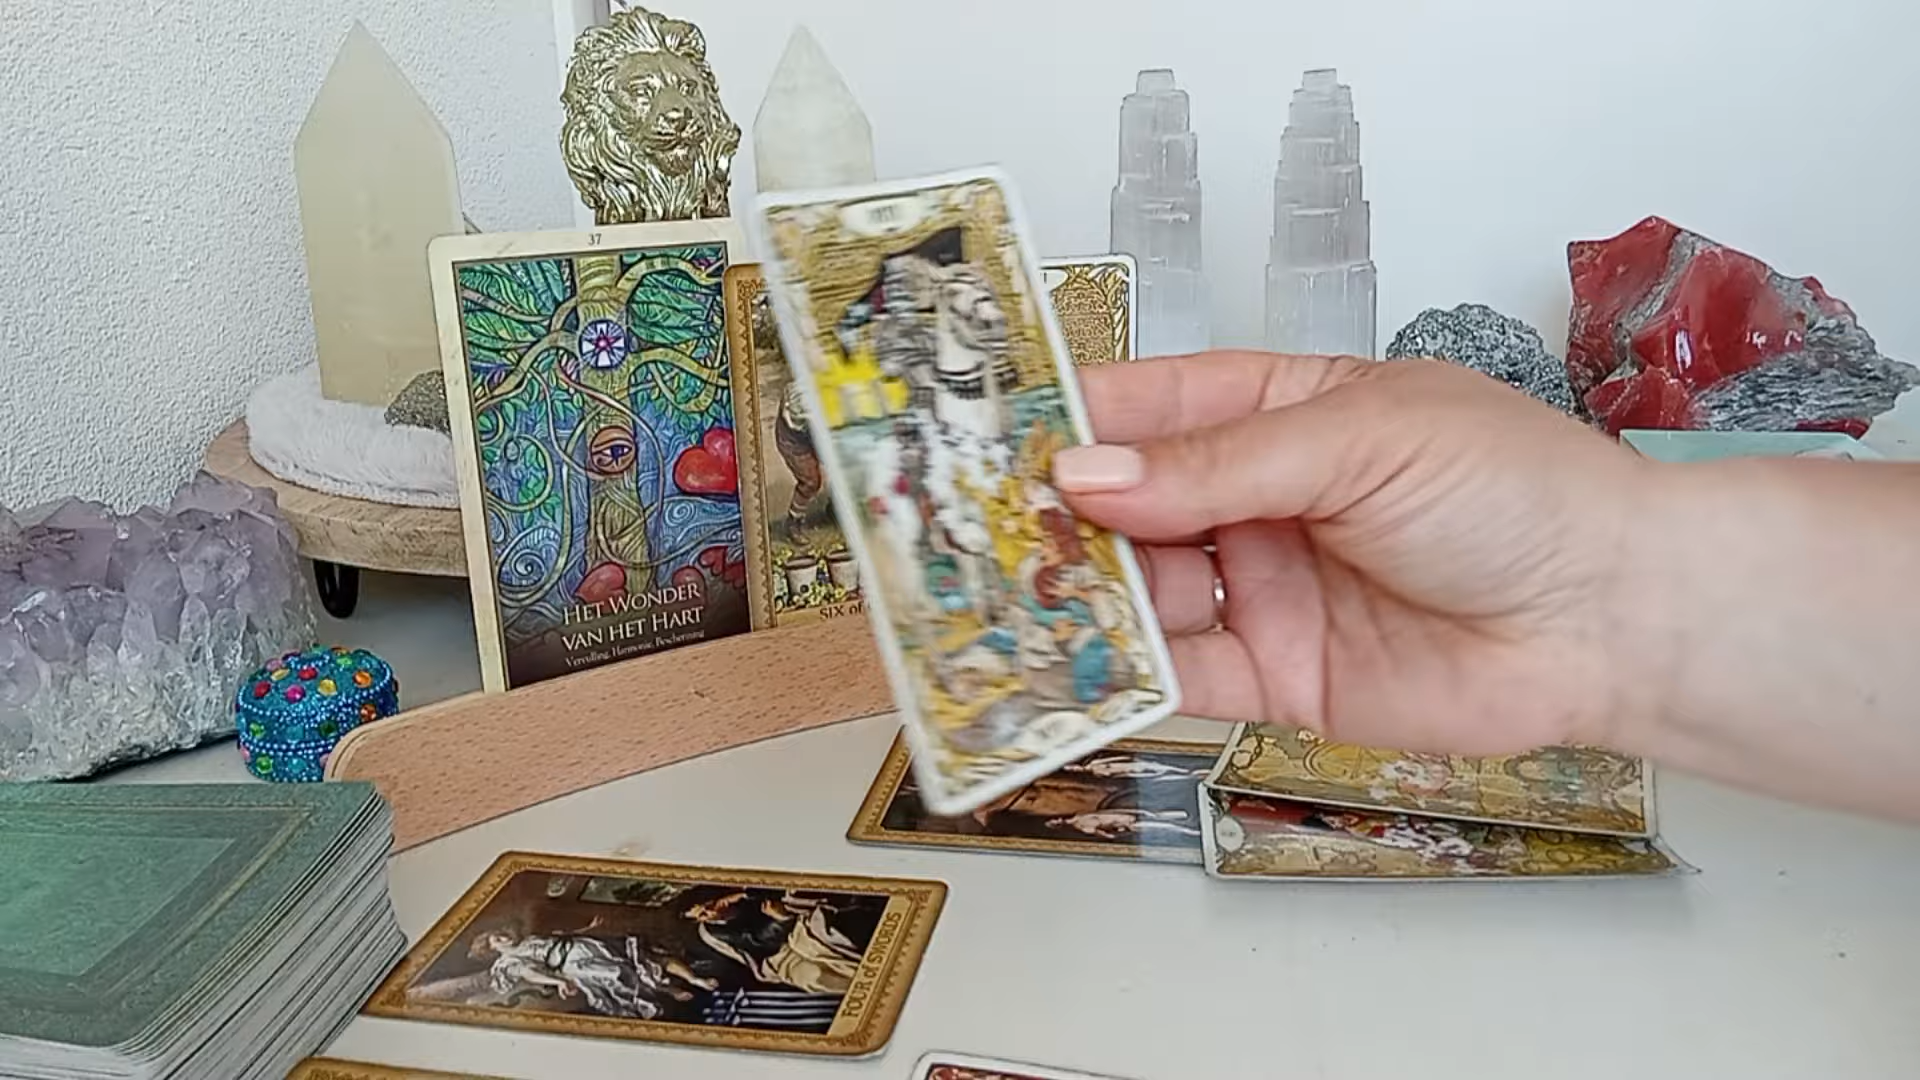 37
HET WONDER
VAN HET HART
Vervulling, Harmonie, Bescherming
SIX of
FOUR of SWORDS